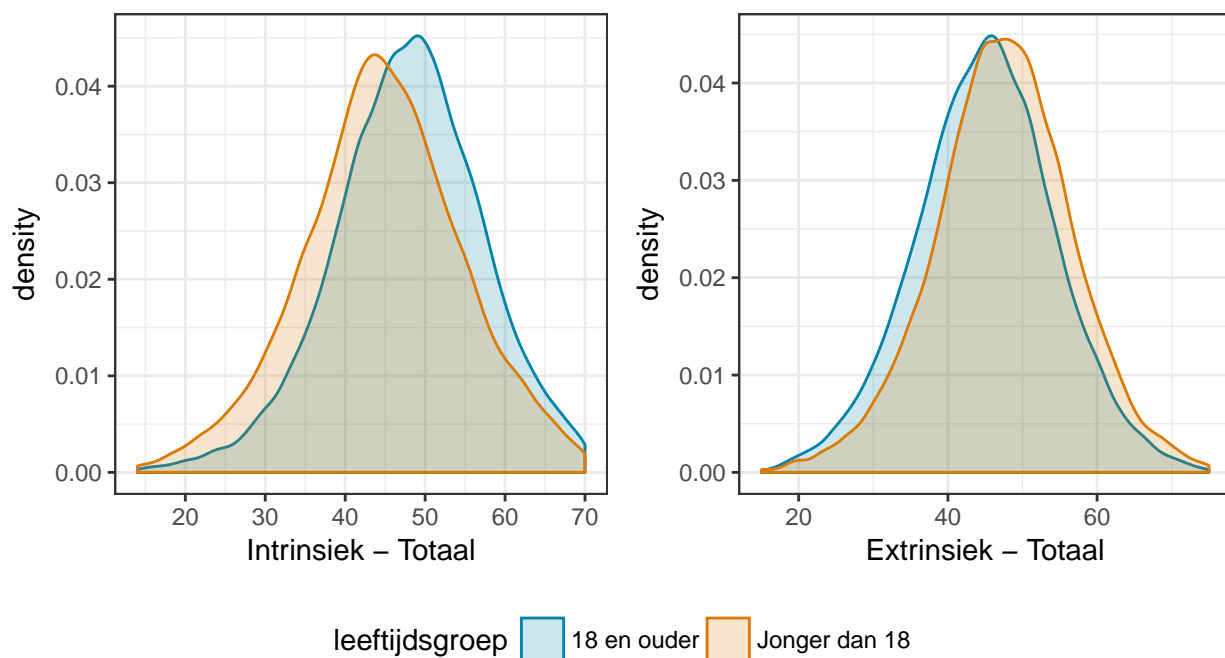 density
0.04
0.03
0.02
0.01
0.00
20 30 40 50 60 70
Intrinsiek – Totaal
density
0.04
0.03
0.02
0.01
0.00
20 40 60
Extrinsiek – Totaal
leeftijdsgroep 18 en ouder Jonger dan 18